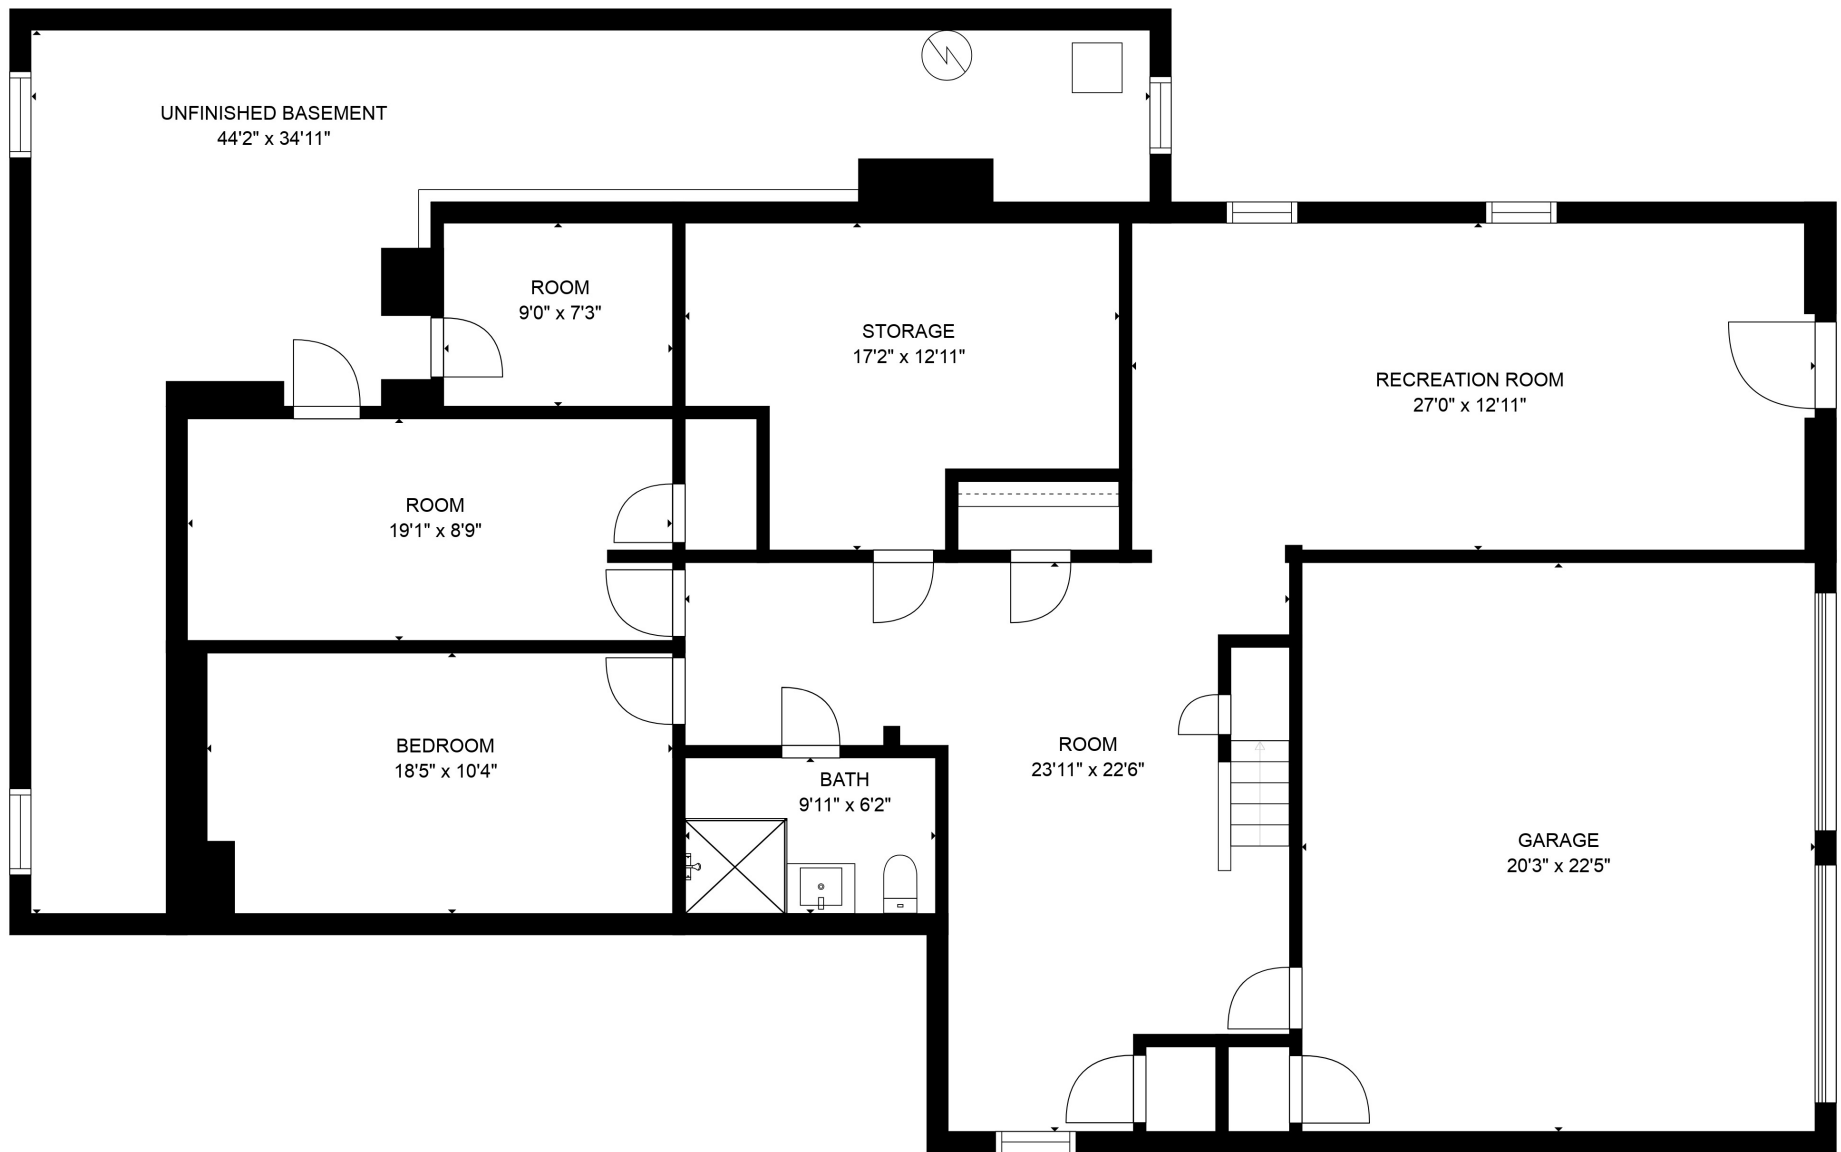 UNFINISHED BASEMENT
44'2" x 34'11"
ROOM
9'0" x 7'3"
STORAGE
17'2" x 12'11"
RECREATION ROOM
27'0" x 12'11"
ROOM
19'1" x 8'9"
BEDROOM
18'5" x 10'4"
BATH
9'11" x 6'2"
ROOM
23'11" x 22'6"
GARAGE
20'3" x 22'5"